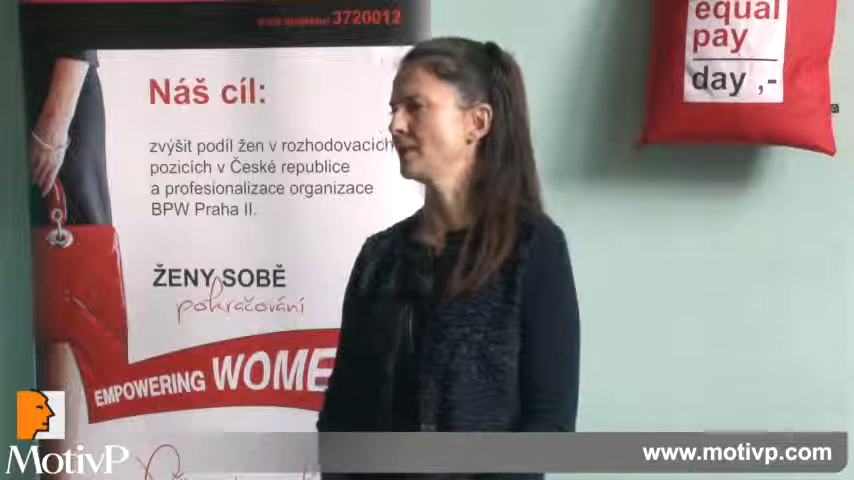 3720012
equal
pay
day ,-
Náš cíl:
zvýšit podíl žen v rozhodovacích
pozicích v České republice
a profesionalizace organizace
BPW Praha II.
ŽENY SOBĚ
pokračování
EMPOWERING WOME
MotivP
www.motivp.com